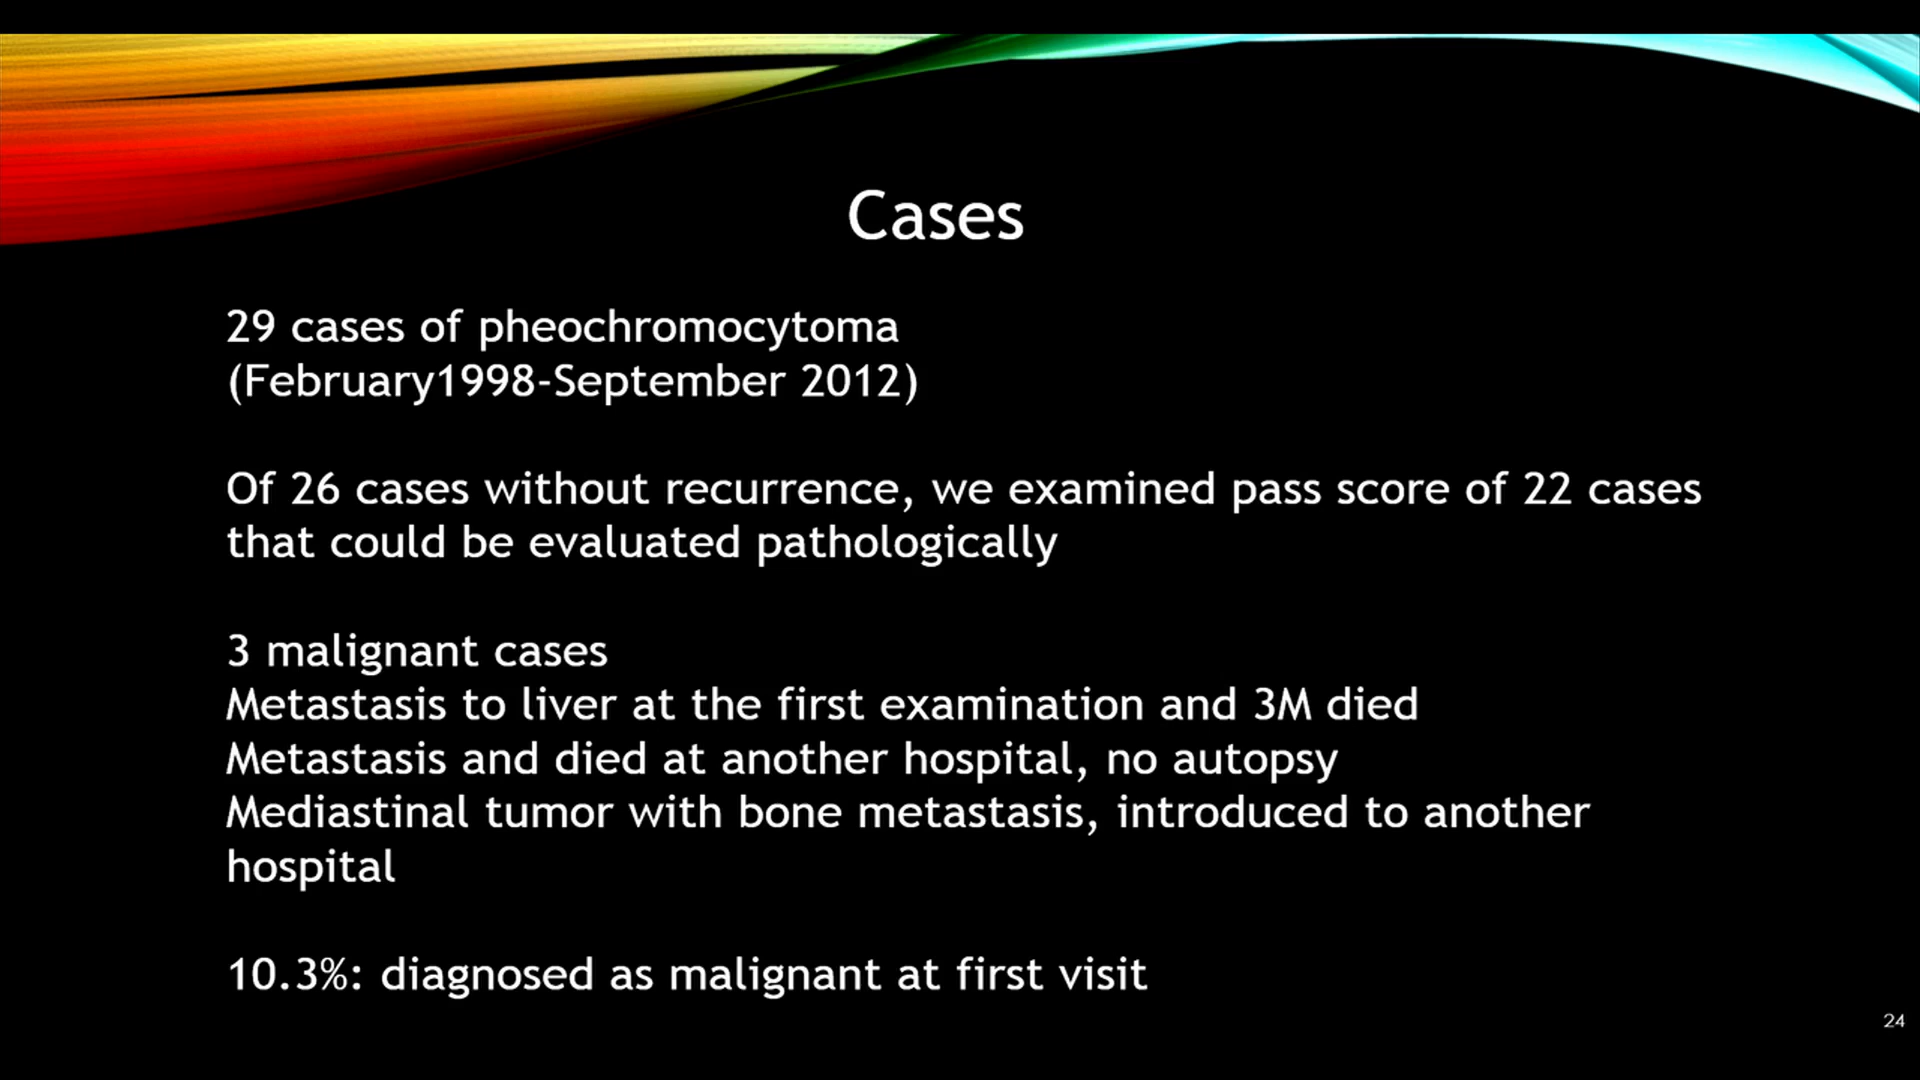 Cases
29 cases of pheochromocytoma
(February1998-September 2012)
Of 26 cases without recurrence, we examined pass score of 22 cases
that could be evaluated pathologically
3 malignant cases
Metastasis to liver at the first examination and 3M died
Metastasis and died at another hospital, no autopsy
Mediastinal tumor with bone metastasis, introduced to another
hospital
10.3%: diagnosed as malignant at first visit
24